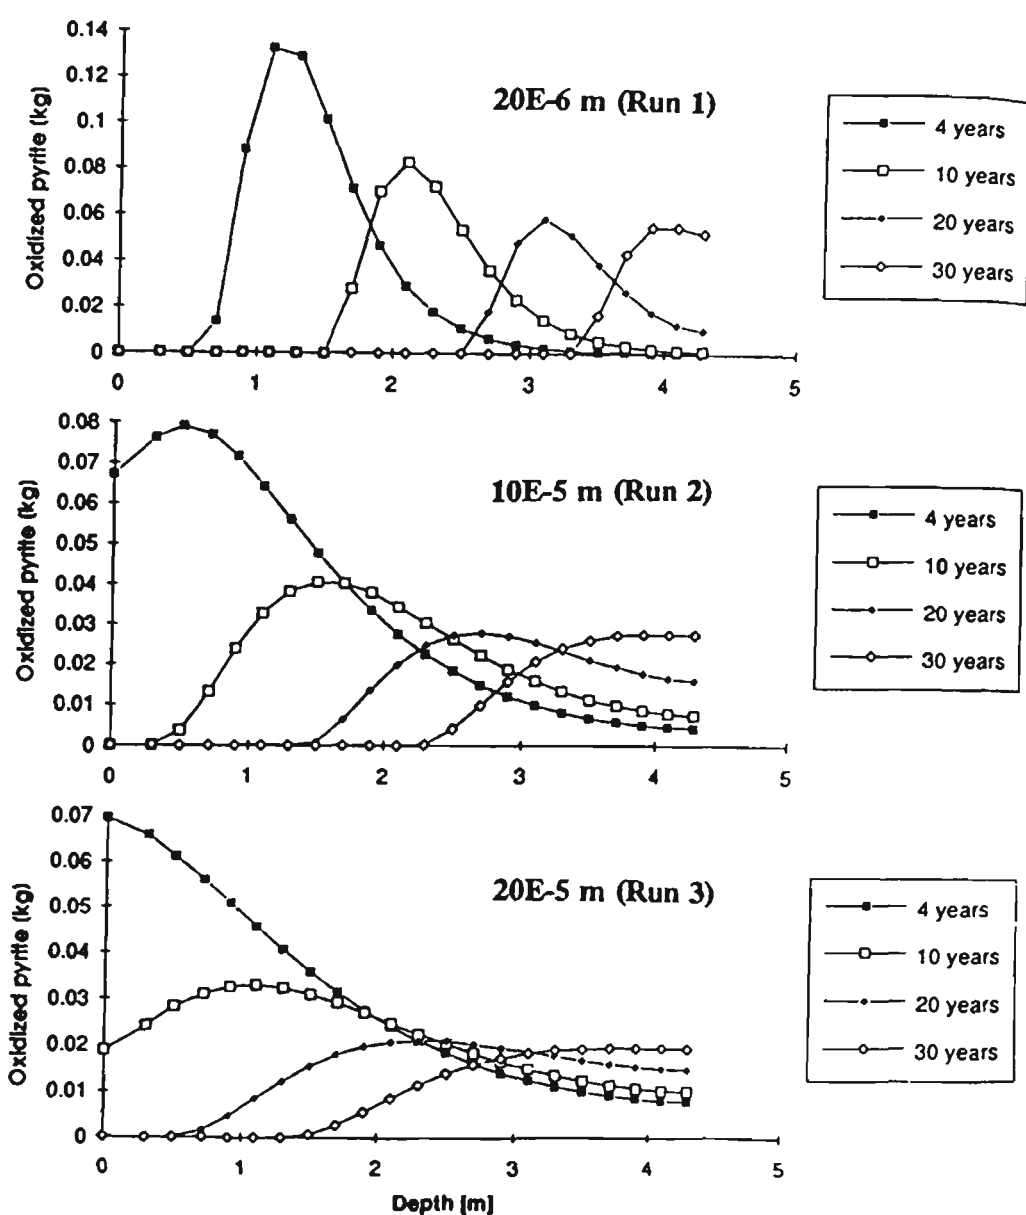 0.14
0.12
0.1
0.08
0.06
0.04
0.02
0
Oxidized pyrite (kg)
20E-6 m (Run 1)
4 years
10 years
20 years
30 years
0 1 2 3 4 5
0.08
0.07
0.06
0.05
0.04
0.03
0.02
0.01
0
Oxidized pyrite (kg)
10E-5 m (Run 2)
4 years
10 years
20 years
30 years
0 1 2 3 4 5
0.07
0.06
0.05
0.04
0.03
0.02
0.01
0
Oxidized pyrite (kg)
20E-5 m (Run 3)
4 years
10 years
20 years
30 years
0 1 2 3 4 5
Depth [m]